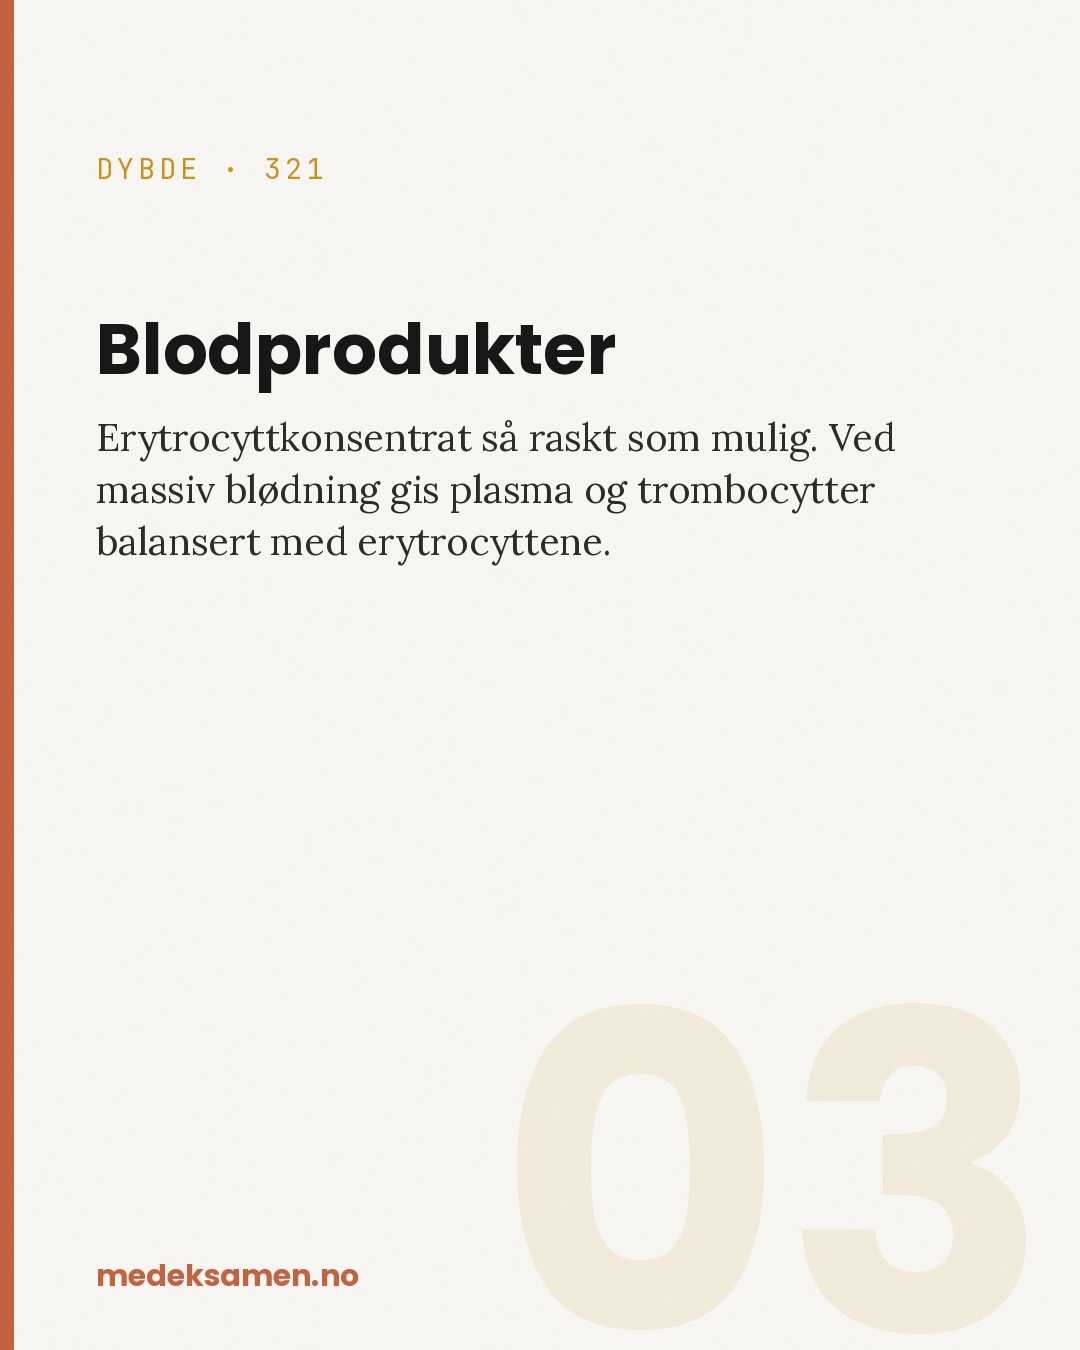 DYBDE · 321
Blodprodukter
Erytrocyttkonsentrat så raskt som mulig. Ved
massiv blødning gis plasma og trombocytter
balansert med erytrocyttene.
03
medeksamen.no